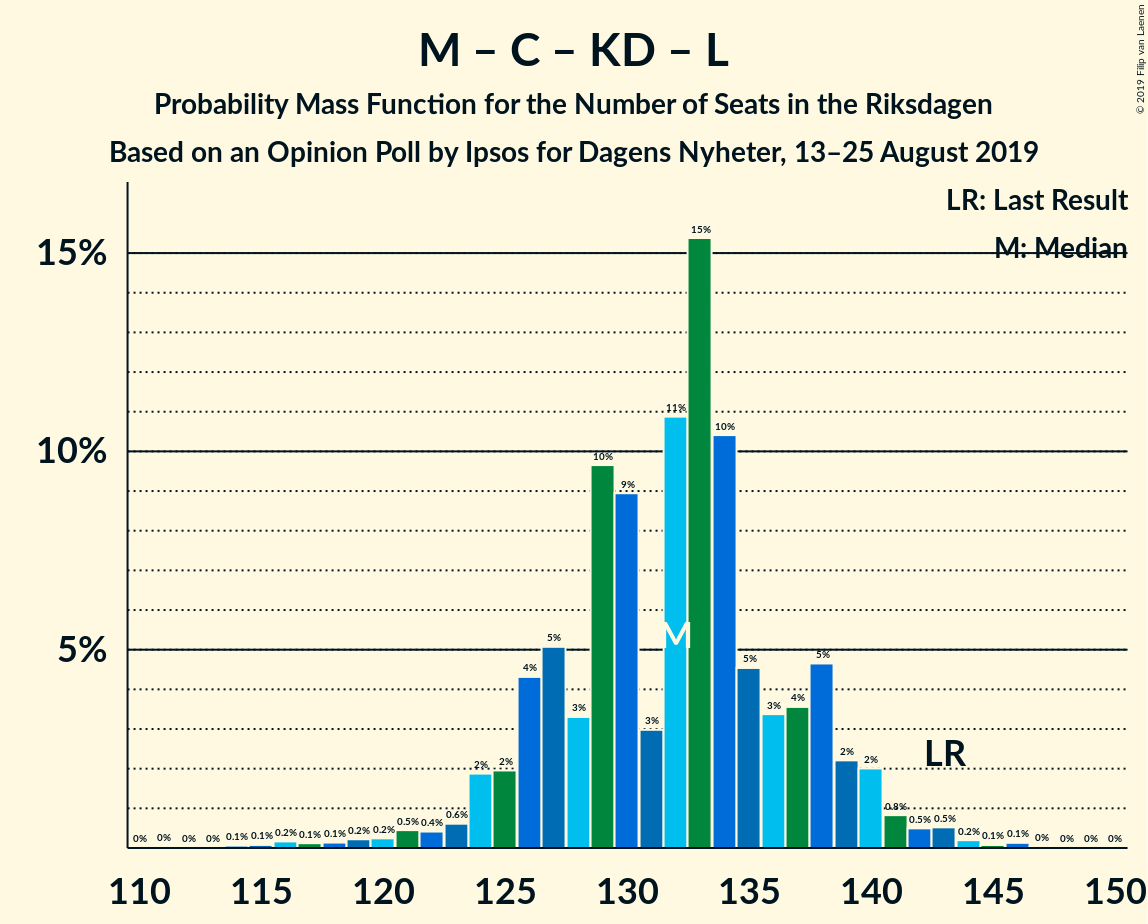 M – C – KD – L
Probability Mass Function for the Number of Seats in the Riksdagen
Based on an Opinion Poll by Ipsos for Dagens Nyheter, 13–25 August 2019
© 2019 Filip van Laenen
LR: Last Result
M: Median
15%
10%
5%
0% 0% 0% 0% 0.1% 0.1% 0.2% 0.1% 0.1% 0.2% 0.2% 0.5% 0.4% 0.6% 2% 2% 4% 5% 3% 10% 9% 3% 11% 15% 10% 5% 3% 4% 5% 2% 2% 0.8% 0.5% 0.5% 0.2% 0.1% 0.1% 0% 0% 0% 0%
M
LR
110 115 120 125 130 135 140 145 150